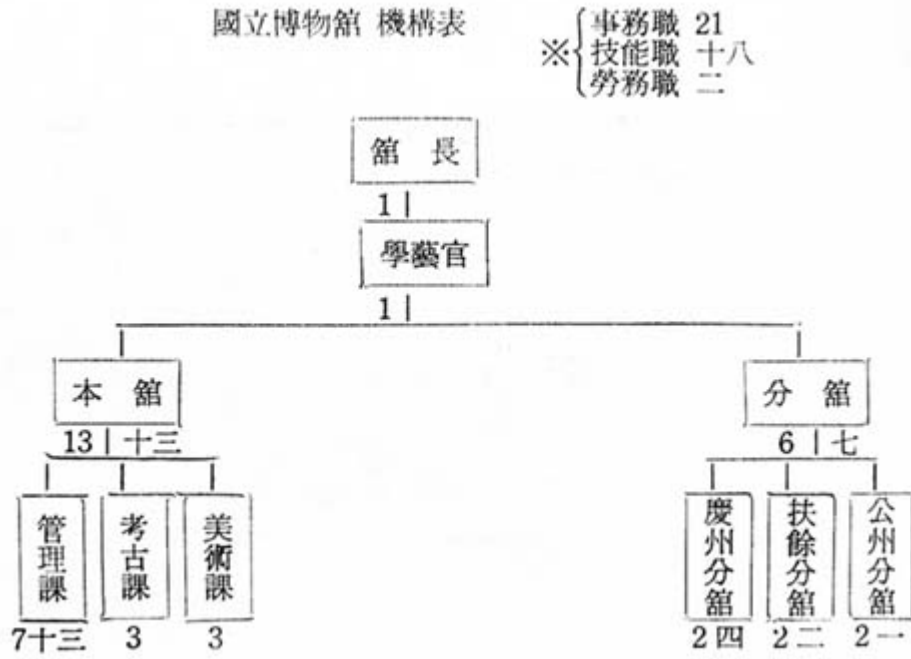 國立博物舘 機構表
※ 事務職 21
技能職 十八
勞務職 二
舘 長
1
學藝官
1
本 舘
13 十三
分 舘
6 七
管理課
7十三
考古課
3
美術課
3
慶州分舘
2四
扶餘分舘
2二
公州分舘
2一